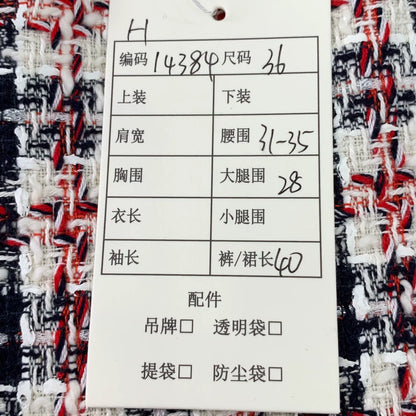 H
编码 14384 尺码 36
上装 下装
肩宽 腰围 31-35
胸围 大腿围 28
衣长 小腿围
袖长 裤/裙长 40
配件
吊牌□ 透明袋□
提袋□ 防尘袋□